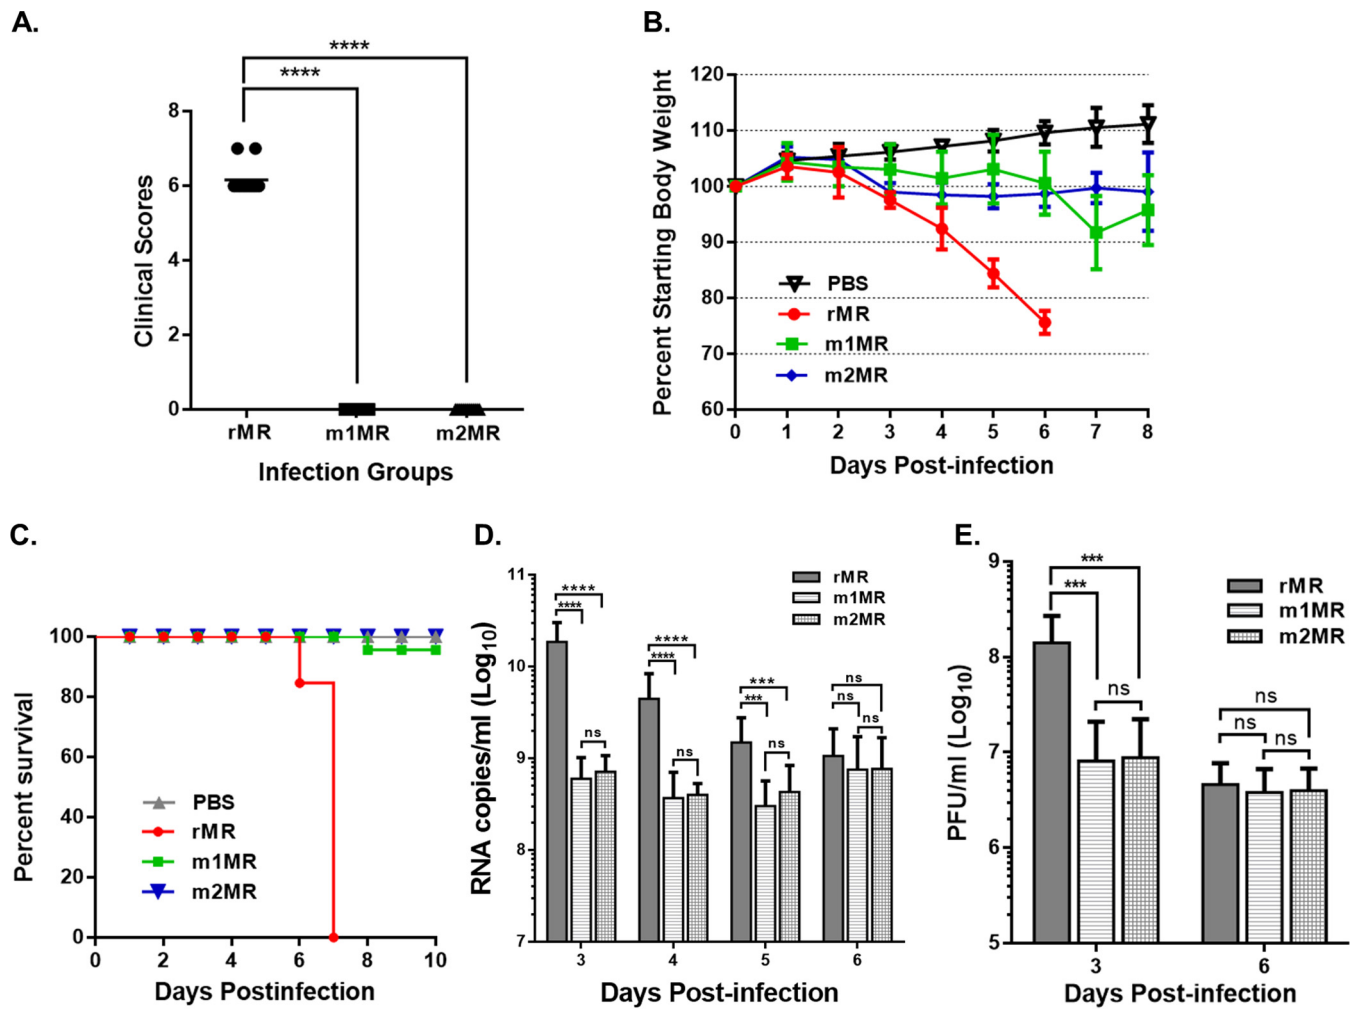 A.
****
****
8
6
4
2
0
Clinical Scores
rMR m1MR m2MR
Infection Groups
B.
120
110
100
90
80
70
60
Percent Starting Body Weight
PBS
rMR
m1MR
m2MR
0 1 2 3 4 5 6 7 8
Days Post-infection
C.
100
80
60
40
20
0
Percent survival
PBS
rMR
m1MR
m2MR
0 2 4 6 8 10
Days Postinfection
D.
11
10
9
8
7
RNA copies/ml (Log10)
rMR
m1MR
m2MR
****
****
ns
****
****
ns
***
***
ns
ns
ns
ns
3 4 5 6
Days Post-infection
E.
9
8
7
6
5
PFU/ml (Log10)
rMR
m1MR
m2MR
***
***
ns
ns
ns
ns
3 6
Days Post-infection